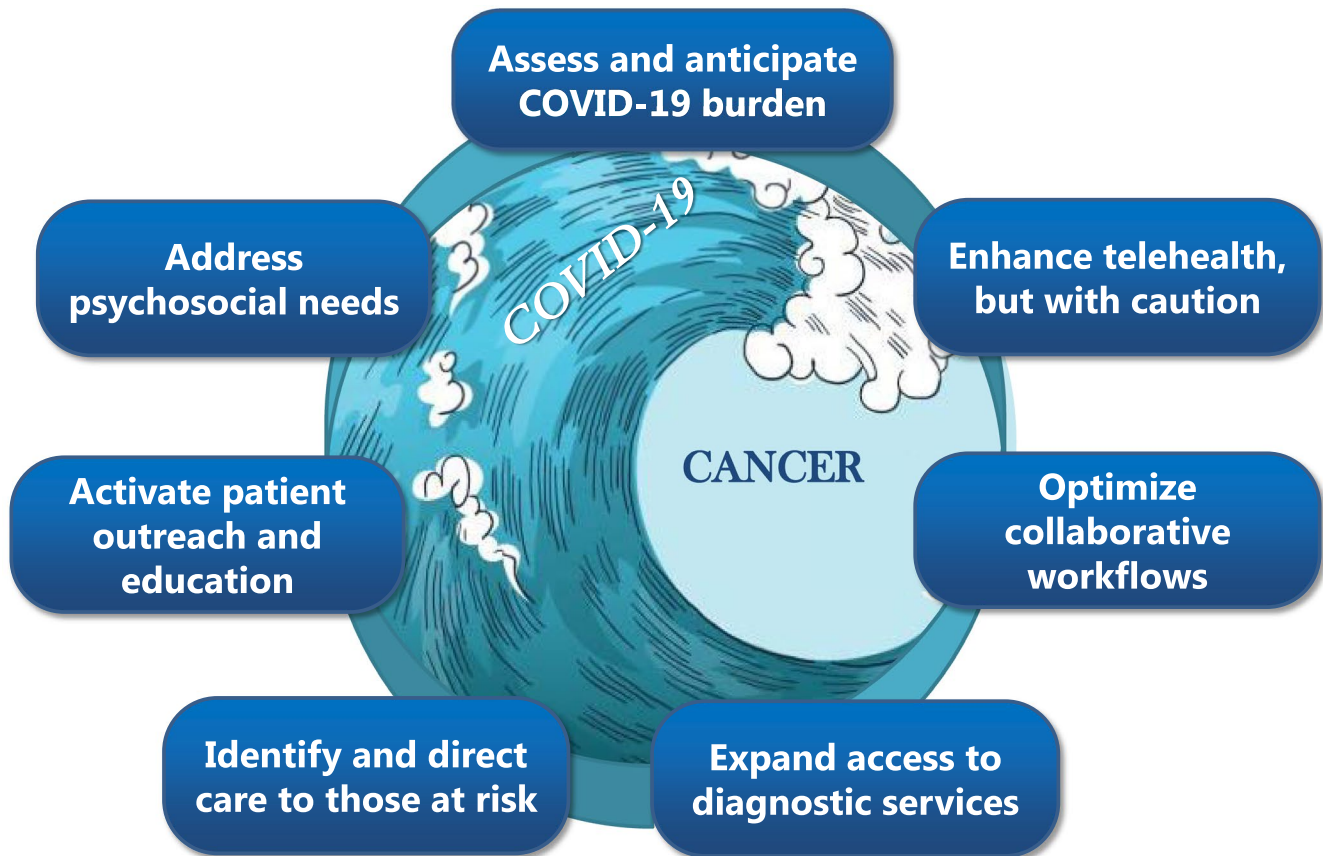 Assess and anticipate
COVID-19 burden
Address
psychosocial needs
COVID-19
Enhance telehealth,
but with caution
CANCER
Activate patient
outreach and
education
Optimize
collaborative
workflows
Identify and direct
care to those at risk
Expand access to
diagnostic services